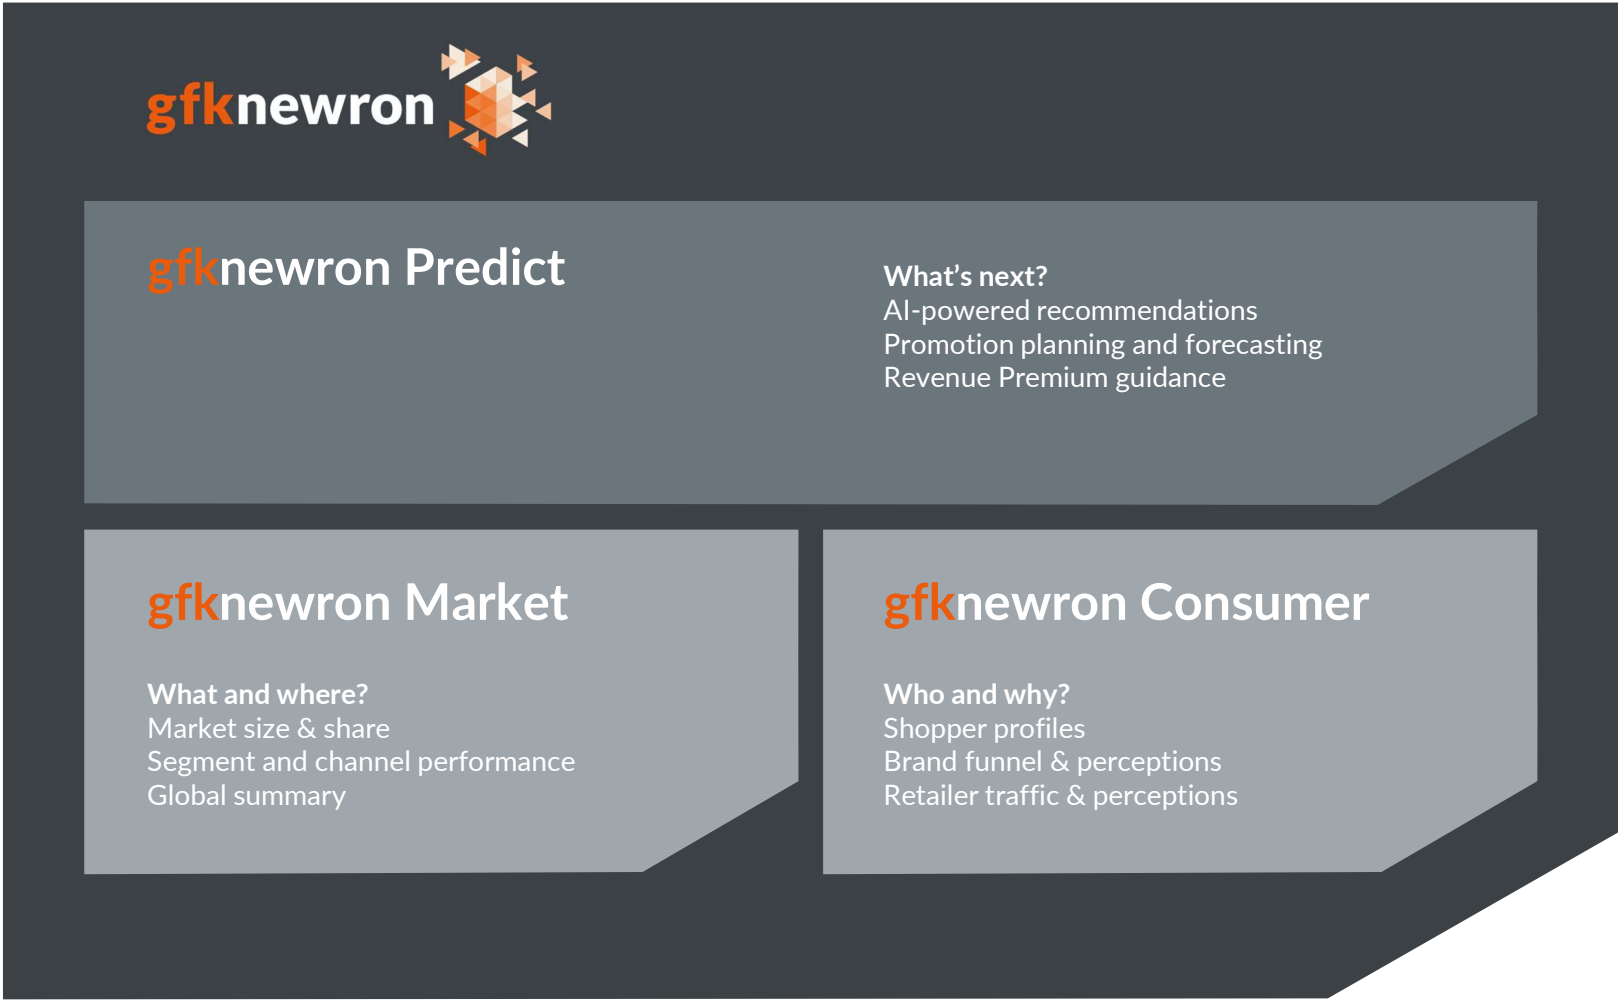 gfknewron
gfknewron Predict
What’s next?
AI-powered recommendations
Promotion planning and forecasting
Revenue Premium guidance
gfknewron Market
What and where?
Market size & share
Segment and channel performance
Global summary
gfknewron Consumer
Who and why?
Shopper profiles
Brand funnel & perceptions
Retailer traffic & perceptions